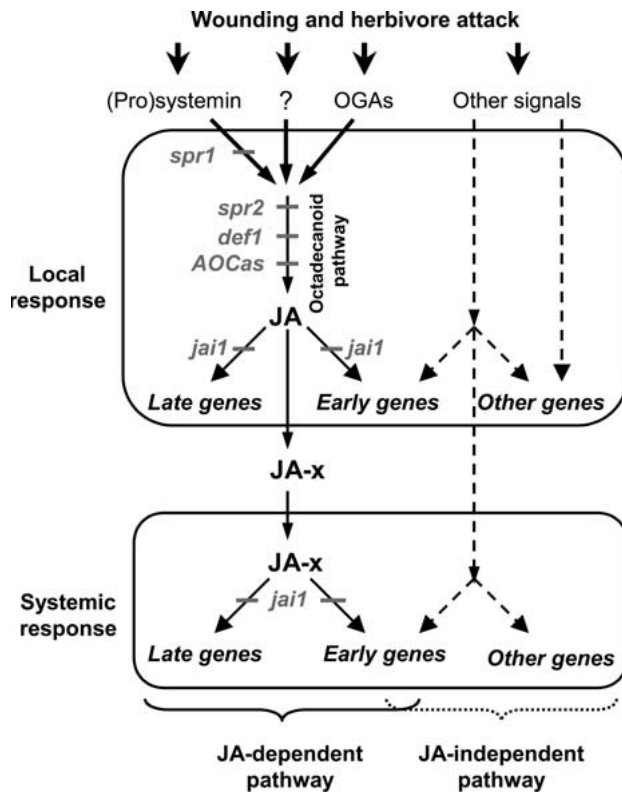 Wounding and herbivore attack
(Pro)systemin ? OGAs Other signals
spr1
spr2
def1
AOCas
Octadecanoid
pathway
Local
response
JA
jai1 jai1
Late genes Early genes Other genes
JA-x
JA-x
Systemic
response
jai1
Late genes Early genes Other genes
JA-dependent
pathway
JA-independent
pathway